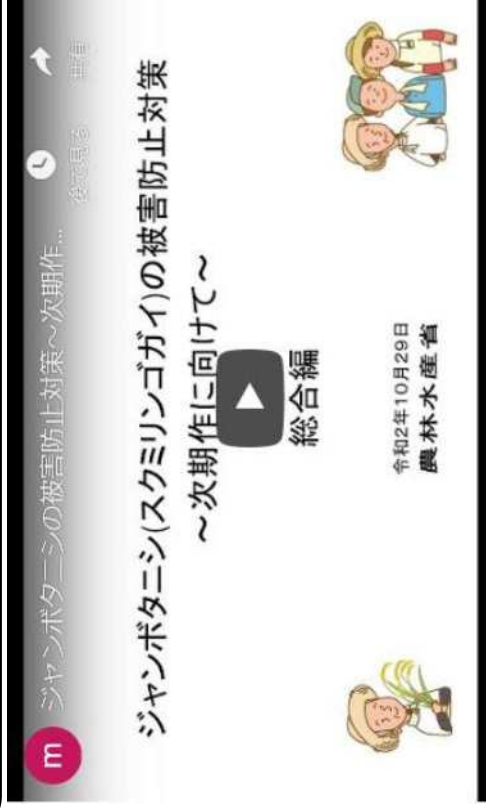 m
ジャンボタニシの被害防止対策～次期作...
後で見る
共有
ジャンボタニシ(スクミリンゴガイ)の被害防止対策
～次期作に向けて～
総合編
令和2年10月29日
農林水産省